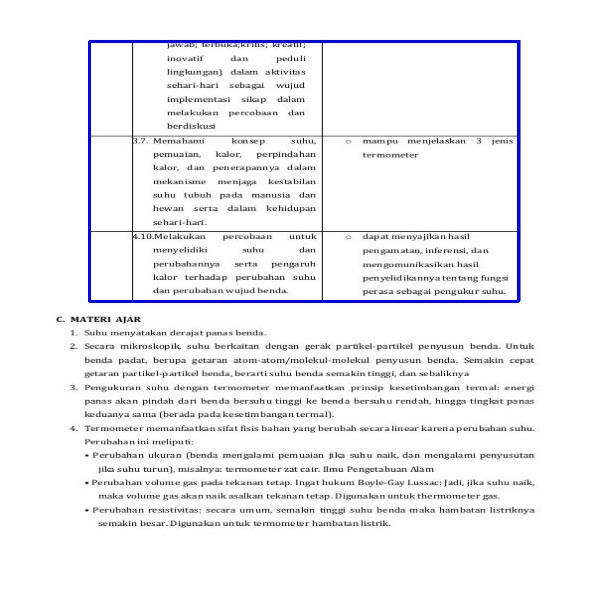 jawab; terbuka;kritis; kreatif;
inovatif dan peduli
lingkungan) dalam aktivitas
sehari-hari sebagai wujud
implementasi sikap dalam
melakukan percobaan dan
berdiskusi
3.7. Memahami konsep suhu,
pemuaian, kalor, perpindahan
kalor, dan penerapannya dalam
mekanisme menjaga kestabilan
suhu tubuh pada manusia dan
hewan serta dalam kehidupan
sehari-hari.
o mampu menjelaskan 3 jenis
termometer
4.10.Melakukan percobaan untuk
menyelidiki suhu dan
perubahannya serta pengaruh
kalor terhadap perubahan suhu
dan perubahan wujud benda.
o dapat menyajikan hasil
pengamatan, inferensi, dan
mengomunikasikan hasil
penyelidikannya tentang fungsi
perasa sebagai pengukur suhu.
C. MATERI AJAR
1. Suhu menyatakan derajat panas benda.
2. Secara mikroskopik, suhu berkaitan dengan gerak partikel-partikel penyusun benda. Untuk
benda padat, berupa getaran atom-atom/molekul-molekul penyusun benda. Semakin cepat
getaran partikel-partikel benda, berarti suhu benda semakin tinggi, dan sebaliknya
3. Pengukuran suhu dengan termometer memanfaatkan prinsip kesetimbangan termal: energi
panas akan pindah dari benda bersuhu tinggi ke benda bersuhu rendah, hingga tingkat panas
keduanya sama (berada pada kesetimbangan termal).
4. Termometer memanfaatkan sifat fisis bahan yang berubah secara linear karena perubahan suhu.
Perubahan ini meliputi:
• Perubahan ukuran (benda mengalami pemuaian jika suhu naik, dan mengalami penyusutan
jika suhu turun), misalnya: termometer zat cair. Ilmu Pengetahuan Alam
• Perubahan volume gas pada tekanan tetap. Ingat hukum Boyle-Gay Lussac: Jadi, jika suhu naik,
maka volume gas akan naik asalkan tekanan tetap. Digunakan untuk thermometer gas.
• Perubahan resistivitas: secara umum, semakin tinggi suhu benda maka hambatan listriknya
semakin besar. Digunakan untuk termometer hambatan listrik.